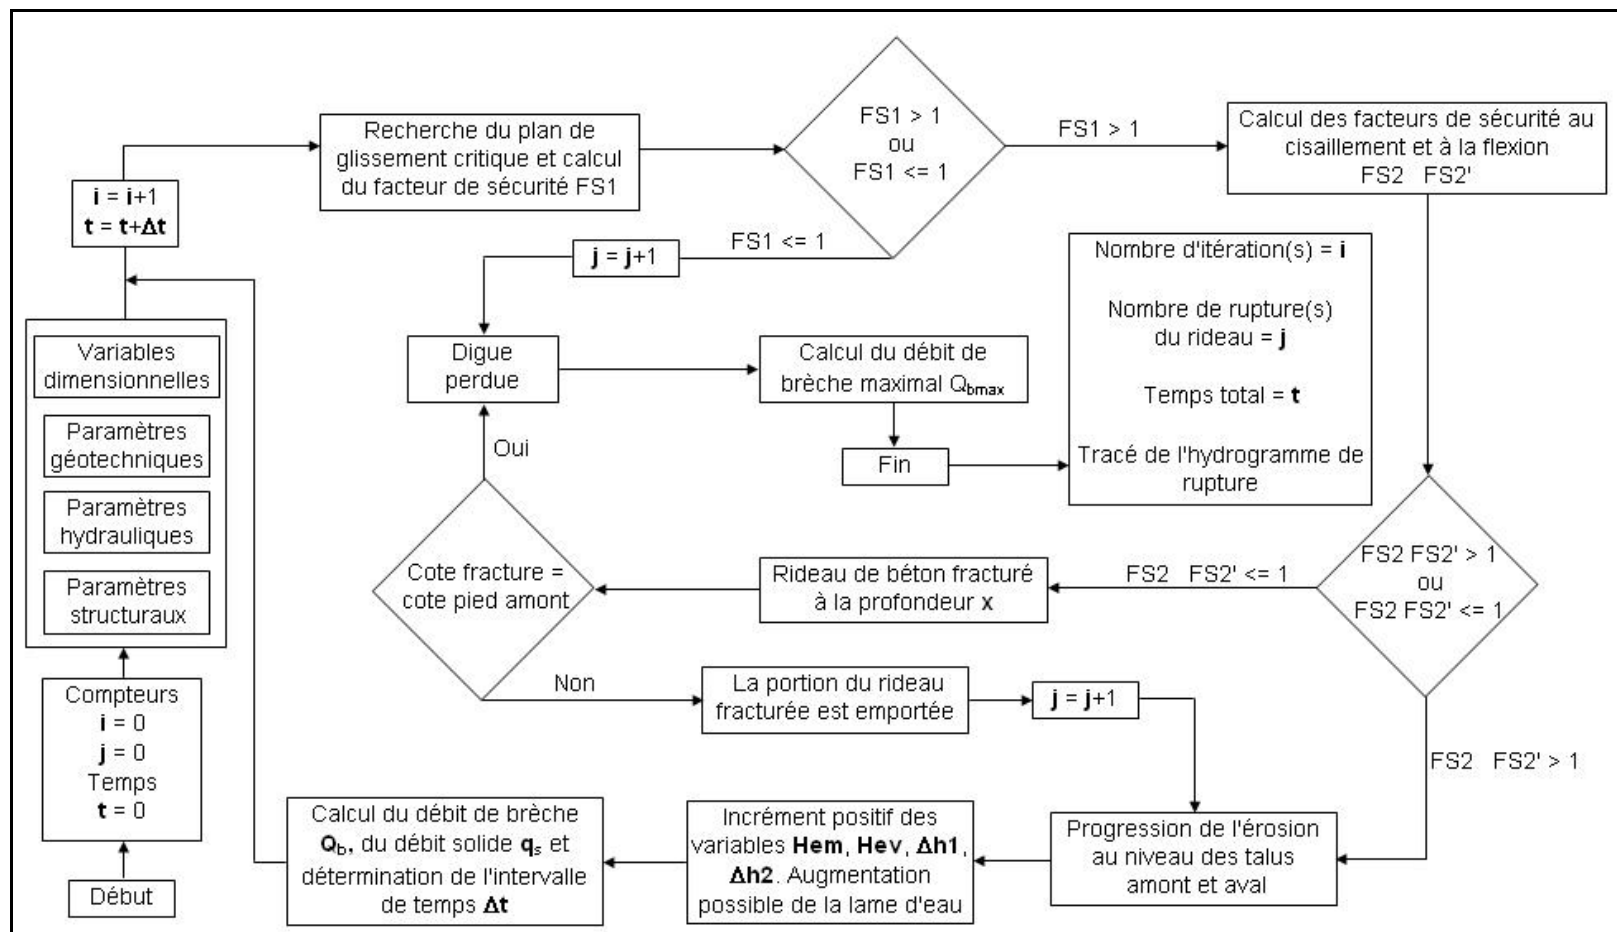 Début
Compteurs
i = 0
j = 0
Temps
t = 0
Variables
dimensionnelles
Paramètres
géotechniques
Paramètres
hydrauliques
Paramètres
structuraux
i = i+1
t = t+Δt
Recherche du plan de
glissement critique et calcul
du facteur de sécurité FS1
FS1 > 1
ou
FS1 <= 1
FS1 > 1
Calcul des facteurs de sécurité au
cisaillement et à la flexion
FS2 FS2'
FS1 <= 1
j = j+1
Digue
perdue
Calcul du débit de
brèche maximal Qbmax
Fin
Nombre d'itération(s) = i
Nombre de rupture(s)
du rideau = j
Temps total = t
Tracé de l'hydrogramme de
rupture
FS2 FS2' > 1
ou
FS2 FS2' <= 1
FS2 FS2' <= 1
Rideau de béton fracturé
à la profondeur x
Cote fracture =
cote pied amont
Oui
Non
La portion du rideau
fracturée est emportée
j = j+1
FS2 FS2' > 1
Progression de l'érosion
au niveau des talus
amont et aval
Incrément positif des
variables Hem, Hev, Δh1,
Δh2. Augmentation
possible de la lame d'eau
Calcul du débit de brèche
Qb, du débit solide qs et
détermination de l'intervalle
de temps Δt